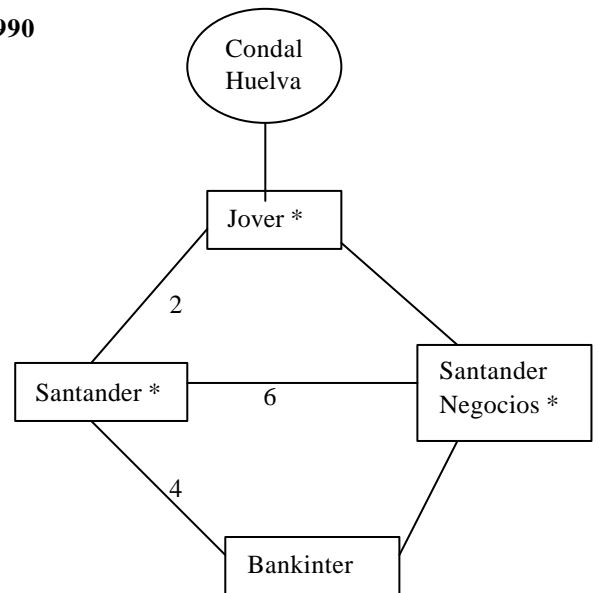 990
Condal
Huelva
Jover *
2
Santander *
6
Santander
Negocios *
4
Bankinter